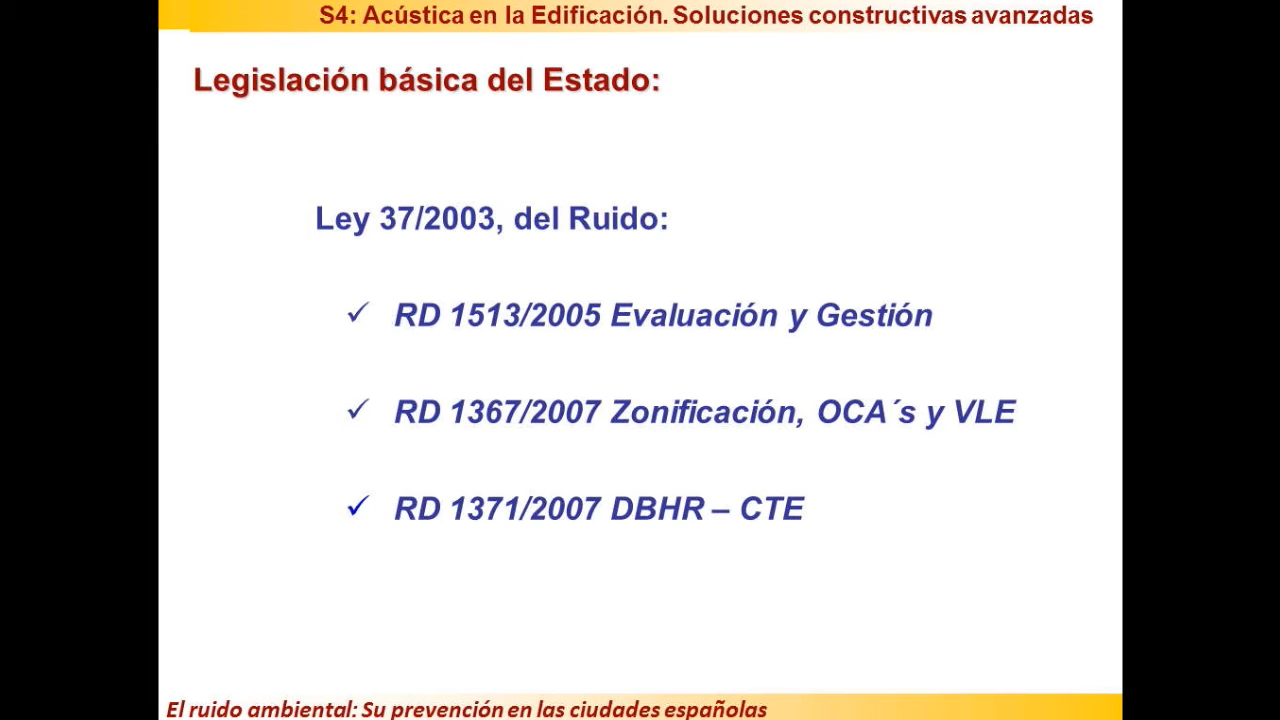 S4: Acústica en la Edificación. Soluciones constructivas avanzadas
Legislación básica del Estado:
Ley 37/2003, del Ruido:
✓ RD 1513/2005 Evaluación y Gestión
✓ RD 1367/2007 Zonificación, OCA´s y VLE
✓ RD 1371/2007 DBHR – CTE
El ruido ambiental: Su prevención en las ciudades españolas